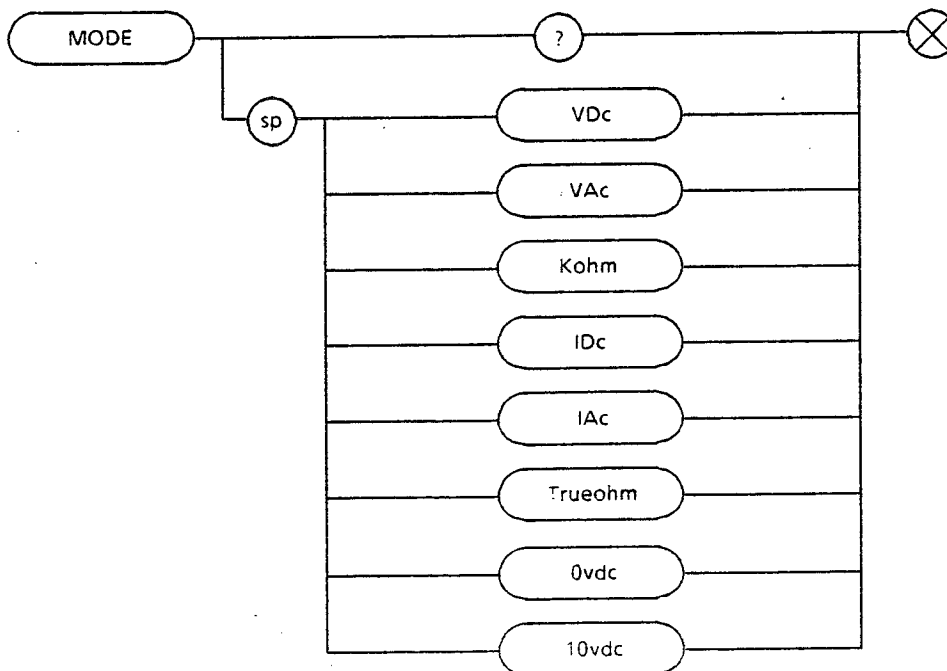 MODE ?
sp VDc
VAc
Kohm
IDc
IAc
Trueohm
0vdc
10vdc